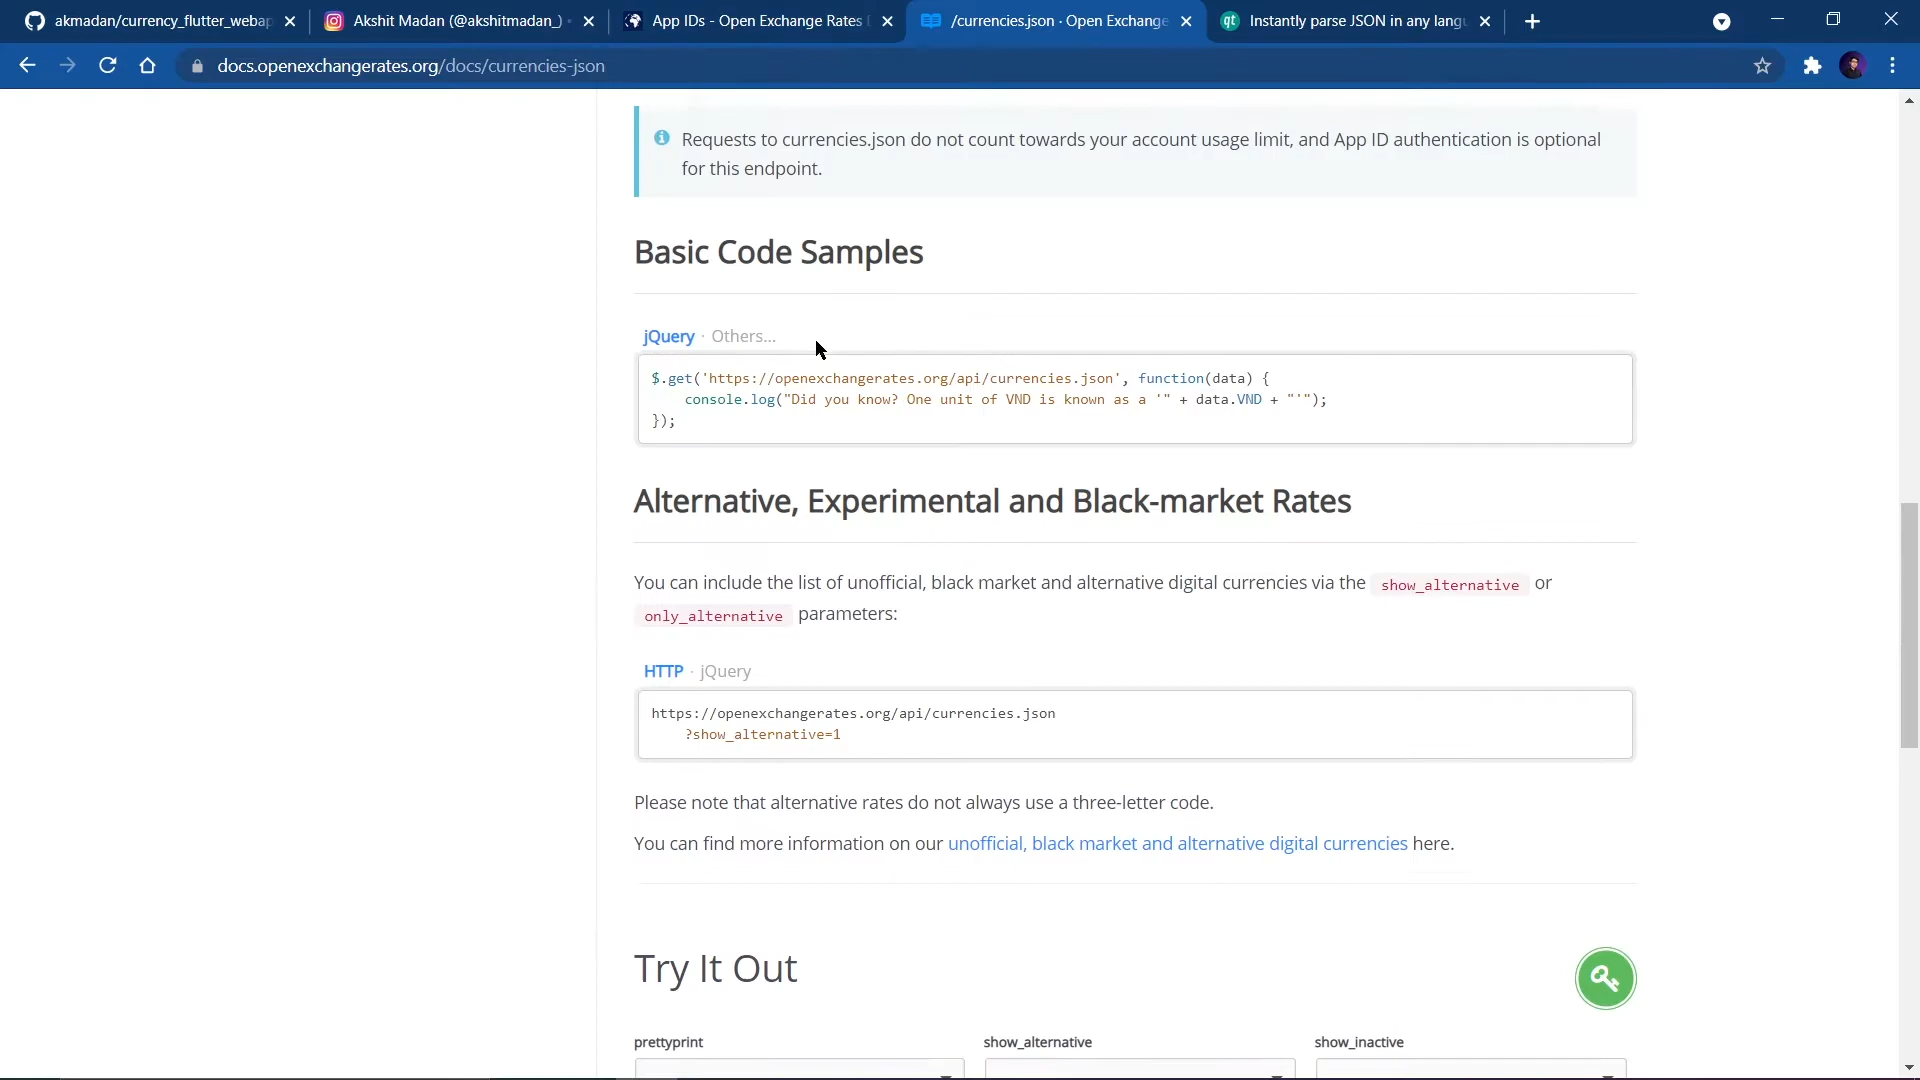 akmadan/currency_flutter_webap
Akshit Madan (@akshitmadan_)
App IDs - Open Exchange Rates
/currencies.json · Open Exchange
qt
Instantly parse JSON in any langu
docs.openexchangerates.org/docs/currencies-json
Requests to currencies.json do not count towards your account usage limit, and App ID authentication is optional
for this endpoint.
Basic Code Samples
jQuery · Others...
$.get('https://openexchangerates.org/api/currencies.json', function(data) {
console.log("Did you know? One unit of VND is known as a '" + data.VND + "'");
});
Alternative, Experimental and Black-market Rates
You can include the list of unofficial, black market and alternative digital currencies via the show_alternative or
only_alternative parameters:
HTTP · jQuery
https://openexchangerates.org/api/currencies.json
?show_alternative=1
Please note that alternative rates do not always use a three-letter code.
You can find more information on our unofficial, black market and alternative digital currencies here.
Try It Out
prettyprint show_alternative show_inactive